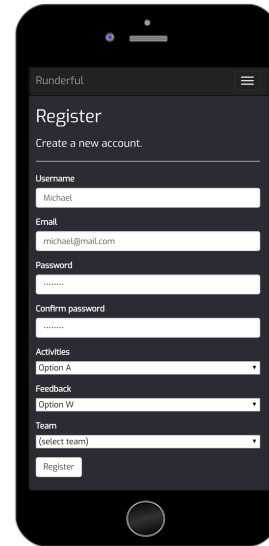 Runderful
Register
Create a new account.
Username
Michael
Email
michael@mail.com
Password
········
Confirm password
········
Activities
Option A
Feedback
Option W
Team
(select team)
Register